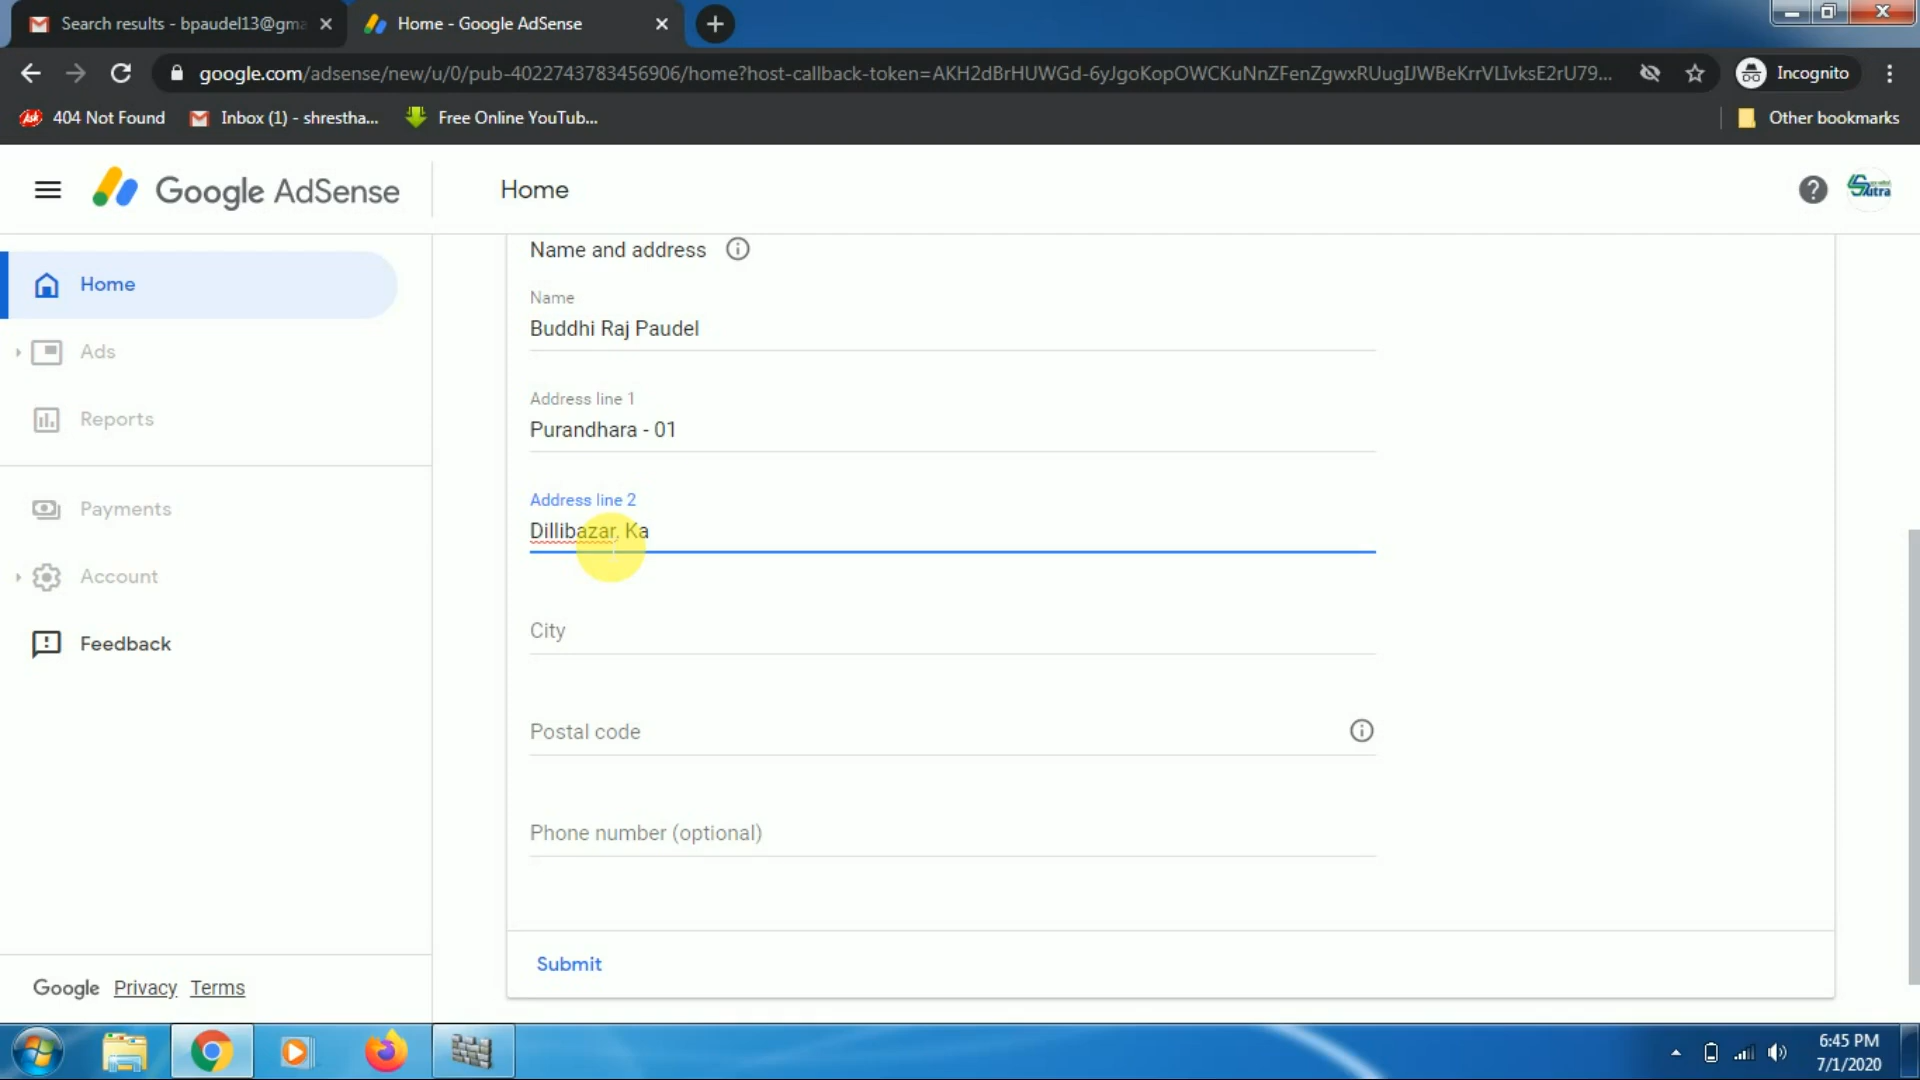 Search results - bpaudel13@gma
Home - Google AdSense
google.com/adsense/new/u/0/pub-4022743783456906/home?host-callback-token=AKH2dBrHUWGd-6yJgoKopOWCKuNnZFenZgwxRUugIJWBeKrrVLIvksE2rU79...
Incognito
404 Not Found
Inbox (1) - shrestha...
Free Online YouTub...
Other bookmarks
Google AdSense
Home
Sutra
Home
Ads
Reports
Payments
Account
Feedback
Google Privacy Terms
Name and address
Name
Buddhi Raj Paudel
Address line 1
Purandhara - 01
Address line 2
Dillibazar, Ka
City
Postal code
Phone number (optional)
Submit
6:45 PM
7/1/2020